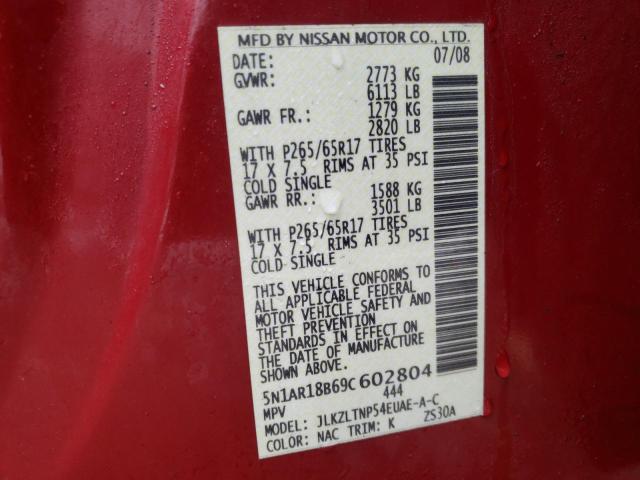 MFD BY NISSAN MOTOR CO., LTD.
DATE: 07/08
GVWR: 2773 KG
6113 LB
GAWR FR.: 1279 KG
2820 LB
WITH P265/65R17 TIRES
17 X 7.5 RIMS AT 35 PSI
COLD SINGLE
GAWR RR.: 1588 KG
3501 LB
WITH P265/65R17 TIRES
17 X 7.5 RIMS AT 35 PSI
COLD SINGLE
THIS VEHICLE CONFORMS TO
ALL APPLICABLE FEDERAL
MOTOR VEHICLE SAFETY AND
THEFT PREVENTION
STANDARDS IN EFFECT ON
THE DATE OF MANUFACTURE
SHOWN ABOVE.
5N1AR18B69C602804
MPV 444
MODEL: JLKZLTNP54EUAE-A-C
COLOR: NAC TRIM: K ZS30A